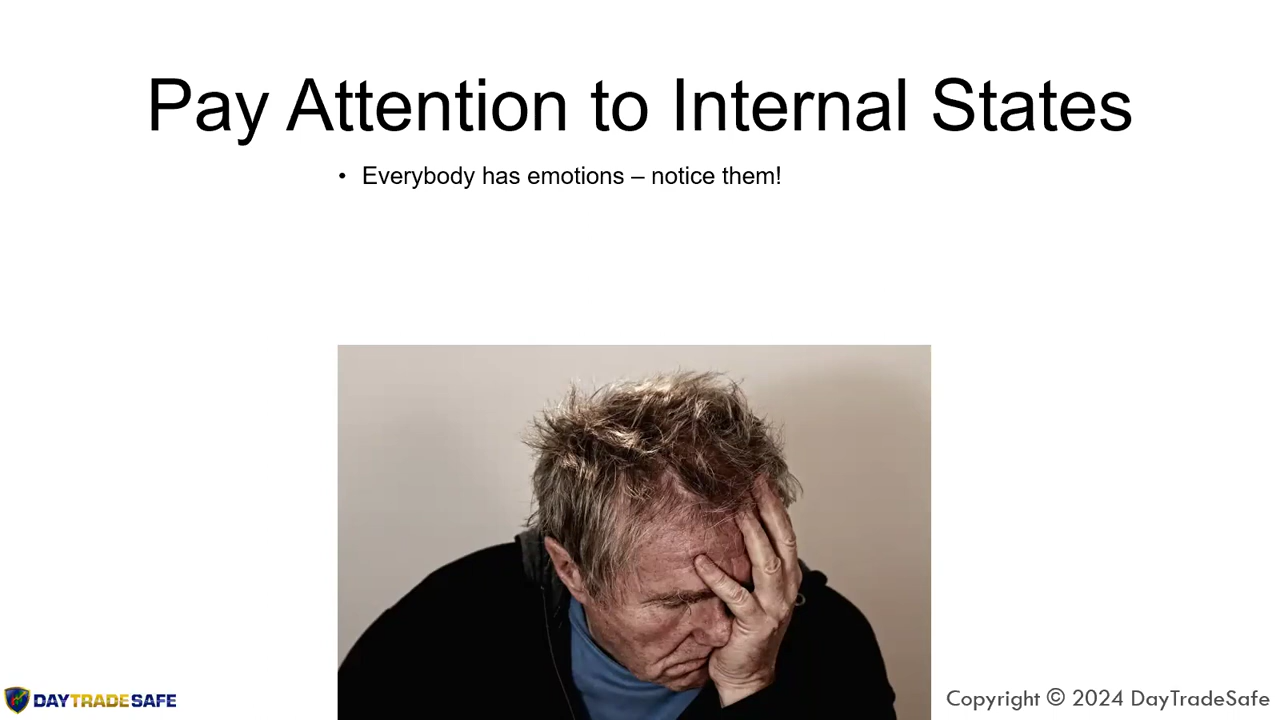 Pay Attention to Internal States
• Everybody has emotions – notice them!
DAYTRADESAFE
Copyright © 2024 DayTradeSafe